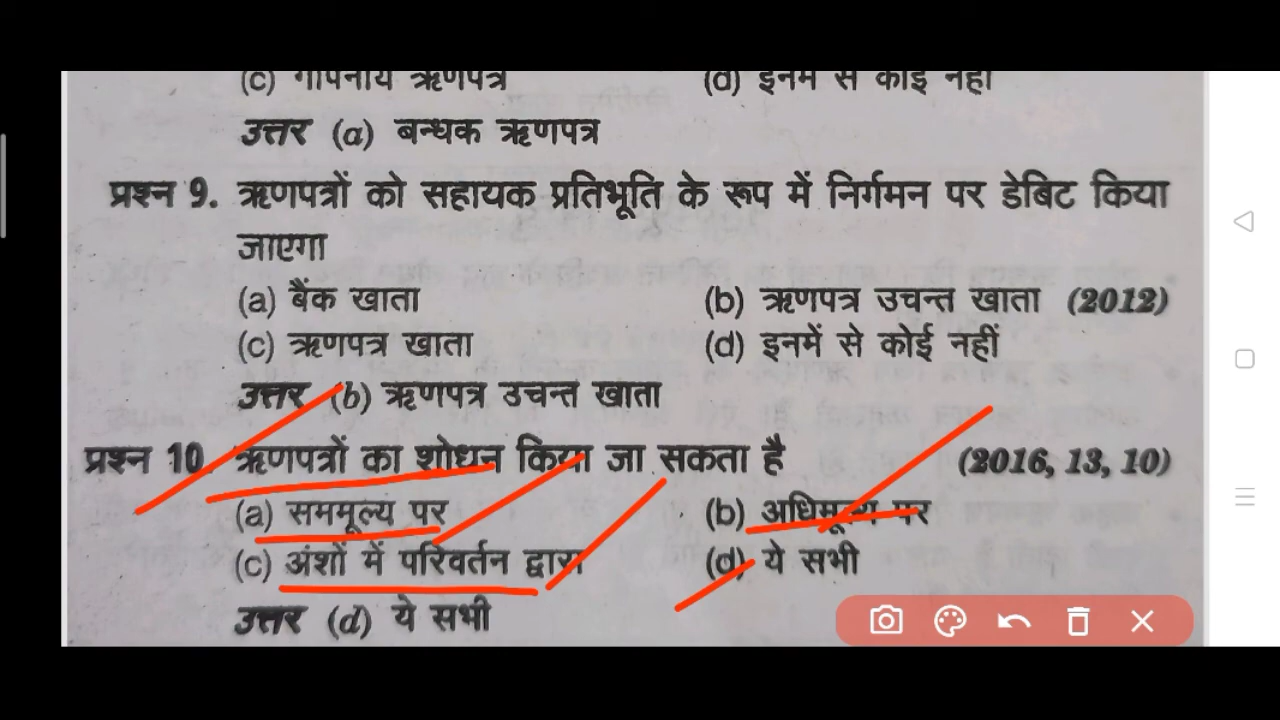 (c) गोपनीय ऋणपत्र (d) इनमें से कोई नहीं
उत्तर (a) बन्धक ऋणपत्र
प्रश्न 9. ऋणपत्रों को सहायक प्रतिभूति के रूप में निर्गमन पर डेबिट किया
जाएगा
(a) बैंक खाता (b) ऋणपत्र उचन्त खाता (2012)
(c) ऋणपत्र खाता (d) इनमें से कोई नहीं
उत्तर (b) ऋणपत्र उचन्त खाता
प्रश्न 10. ऋणपत्रों का शोधन किया जा सकता है (2016, 13, 10)
(a) सममूल्य पर (b) अधिमूल्य पर
(c) अंशों में परिवर्तन द्वारा (d) ये सभी
उत्तर (d) ये सभी